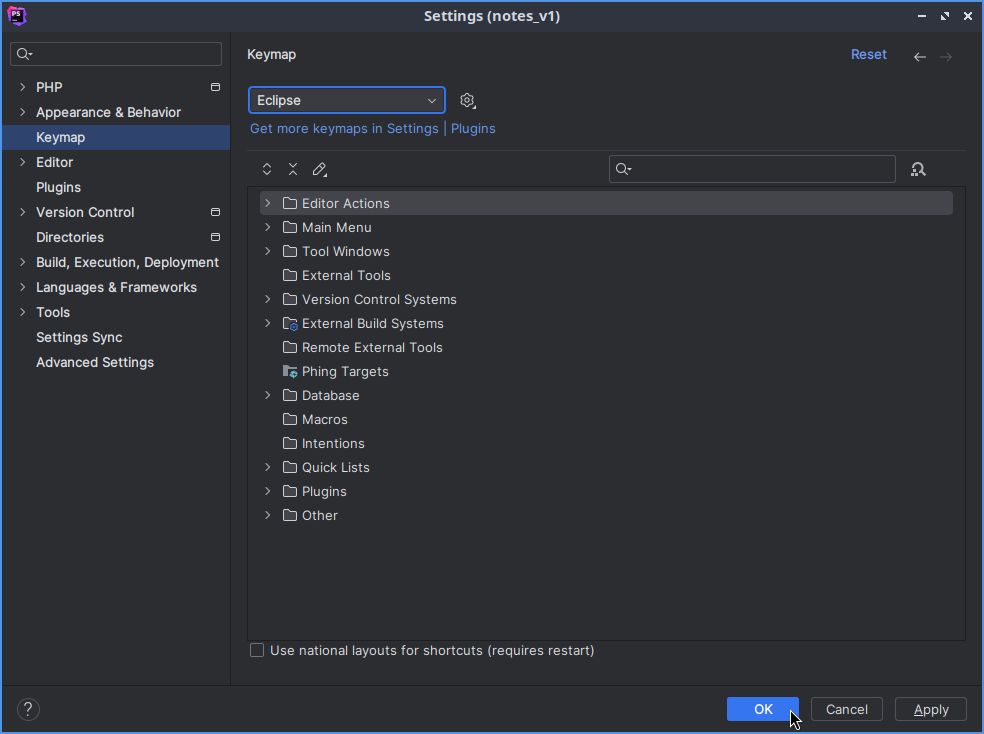 PS
Settings (notes_v1)
PHP
Appearance & Behavior
Keymap
Editor
Plugins
Version Control
Directories
Build, Execution, Deployment
Languages & Frameworks
Tools
Settings Sync
Advanced Settings
Keymap
Reset
Eclipse
Get more keymaps in Settings | Plugins
Editor Actions
Main Menu
Tool Windows
External Tools
Version Control Systems
External Build Systems
Remote External Tools
Phing Targets
Database
Macros
Intentions
Quick Lists
Plugins
Other
Use national layouts for shortcuts (requires restart)
?
OK
Cancel
Apply